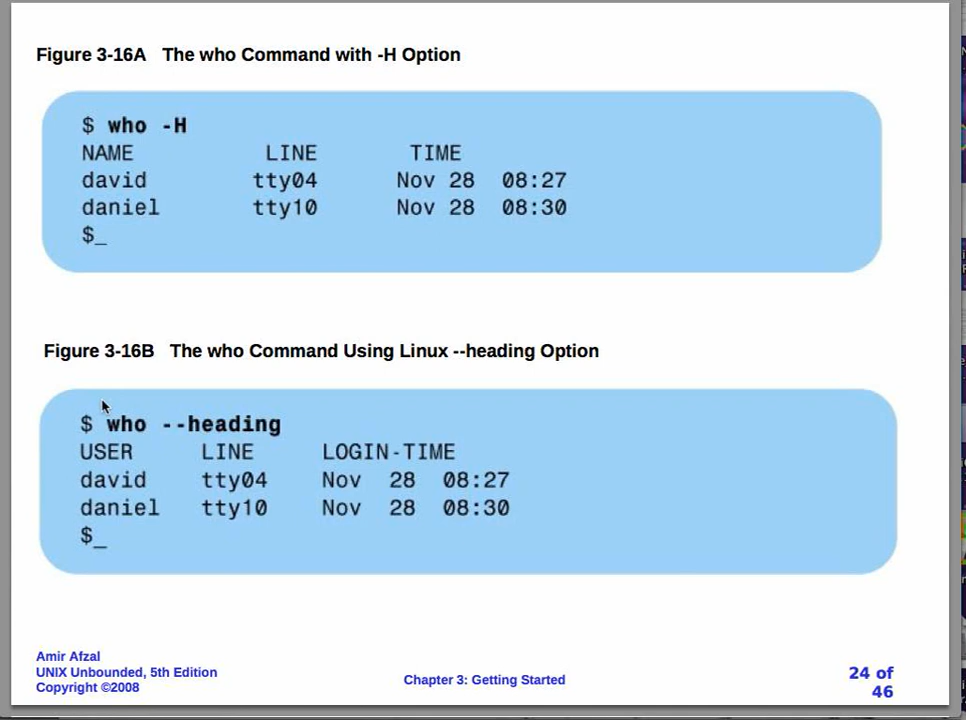 Figure 3-16A The who Command with -H Option
$ who -H
NAME LINE TIME
david tty04 Nov 28 08:27
daniel tty10 Nov 28 08:30
$_
Figure 3-16B The who Command Using Linux --heading Option
$ who --heading
USER LINE LOGIN-TIME
david tty04 Nov 28 08:27
daniel tty10 Nov 28 08:30
$_
Amir Afzal
UNIX Unbounded, 5th Edition
Copyright ©2008
Chapter 3: Getting Started
24 of
46